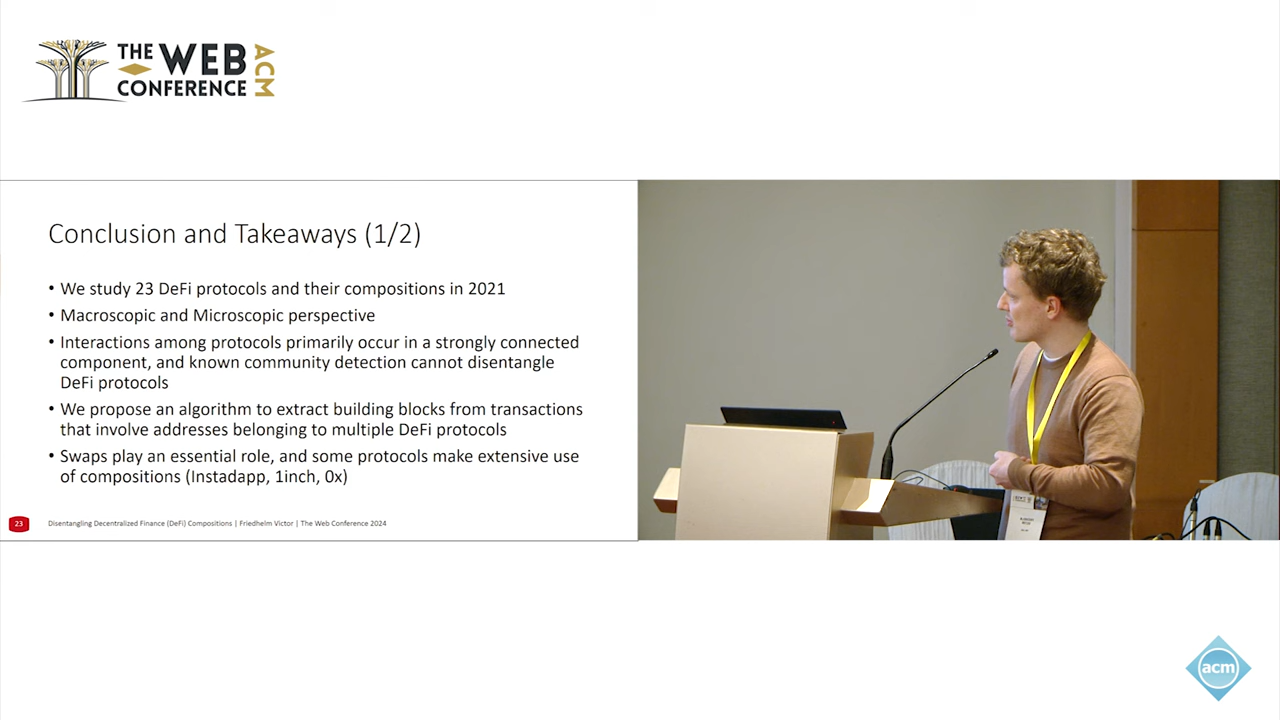 THE WEB
CONFERENCE
ACM
Conclusion and Takeaways (1/2)
• We study 23 DeFi protocols and their compositions in 2021
• Macroscopic and Microscopic perspective
• Interactions among protocols primarily occur in a strongly connected
component, and known community detection cannot disentangle
DeFi protocols
• We propose an algorithm to extract building blocks from transactions
that involve addresses belonging to multiple DeFi protocols
• Swaps play an essential role, and some protocols make extensive use
of compositions (Instadapp, 1inch, 0x)
23
Disentangling Decentralized Finance (DeFi) Compositions | Friedhelm Victor | The Web Conference 2024
acm